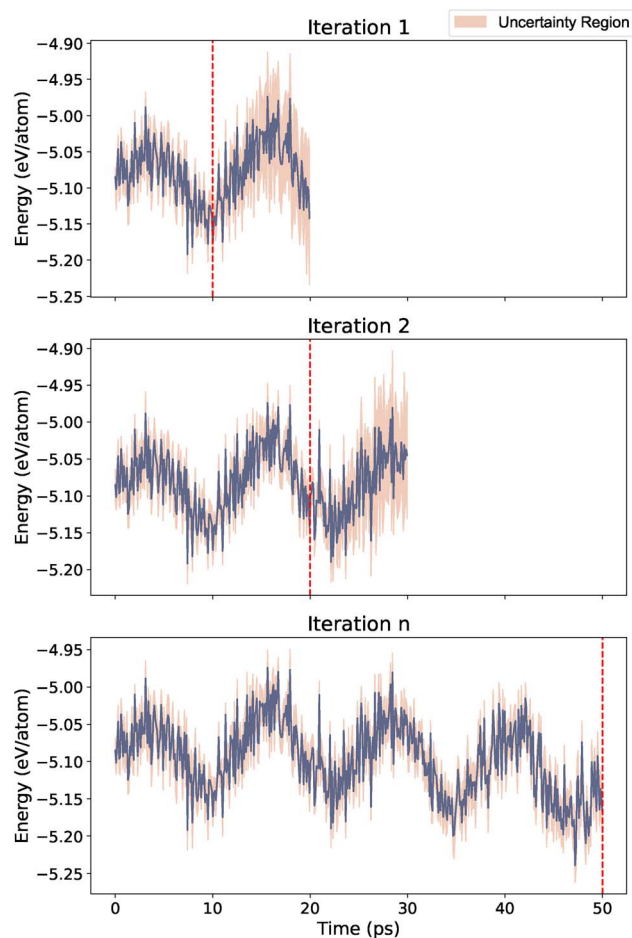 Iteration 1
Uncertainty Region
−4.90
−4.95
−5.00
−5.05
−5.10
−5.15
−5.20
−5.25
Energy (eV/atom)
Iteration 2
−4.90
−4.95
−5.00
−5.05
−5.10
−5.15
−5.20
Energy (eV/atom)
Iteration n
−4.95
−5.00
−5.05
−5.10
−5.15
−5.20
−5.25
Energy (eV/atom)
0 10 20 30 40 50
Time (ps)